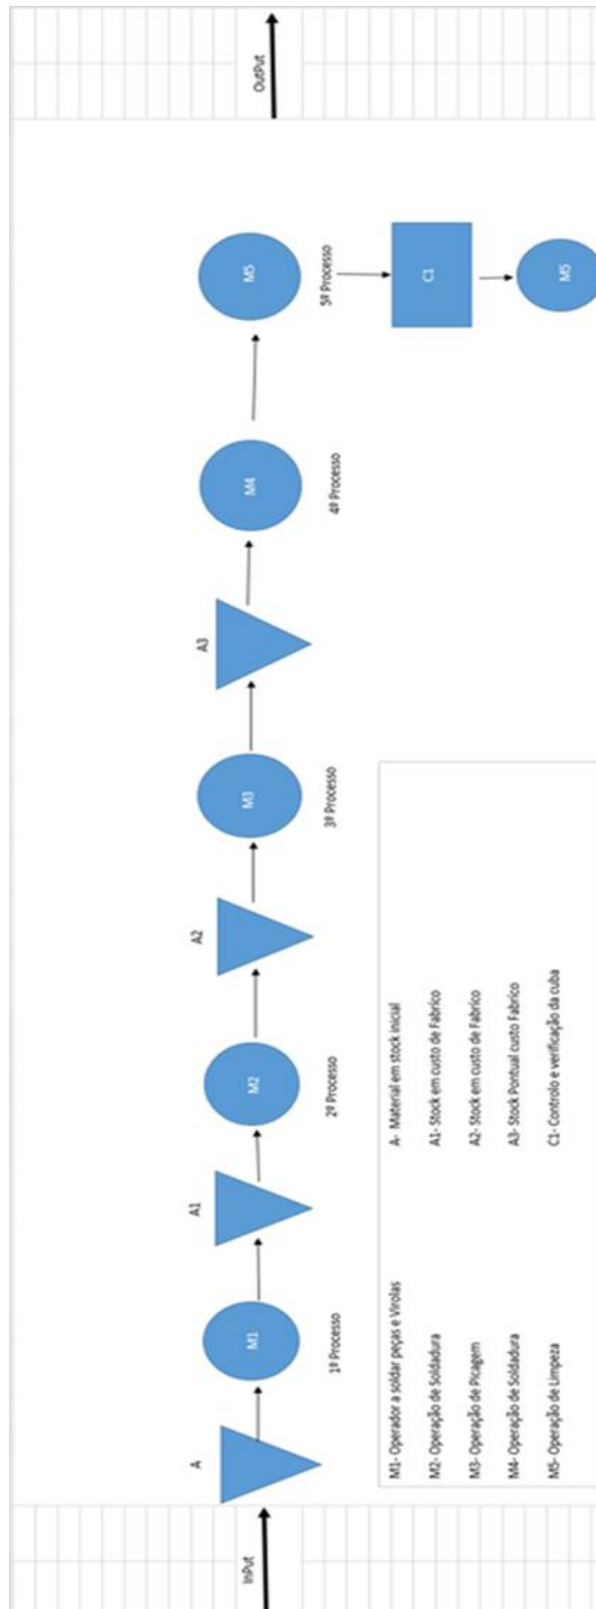 InPut
A
M1
1º Processo
A1
M2
2º Processo
A2
M3
3º Processo
A3
M4
4º Processo
M5
5º Processo
C1
M5
OutPut
M1- Operador a soldar peças e Virolas
M2- Operação de Soldadura
M3- Operação de Picagem
M4- Operação de Soldadura
M5- Operação de Limpeza
A- Material em stock inicial
A1- Stock em custo de Fabrico
A2- Stock em custo de Fabrico
A3- Stock Pontual custo Fabrico
C1- Controlo e verificação da cuba